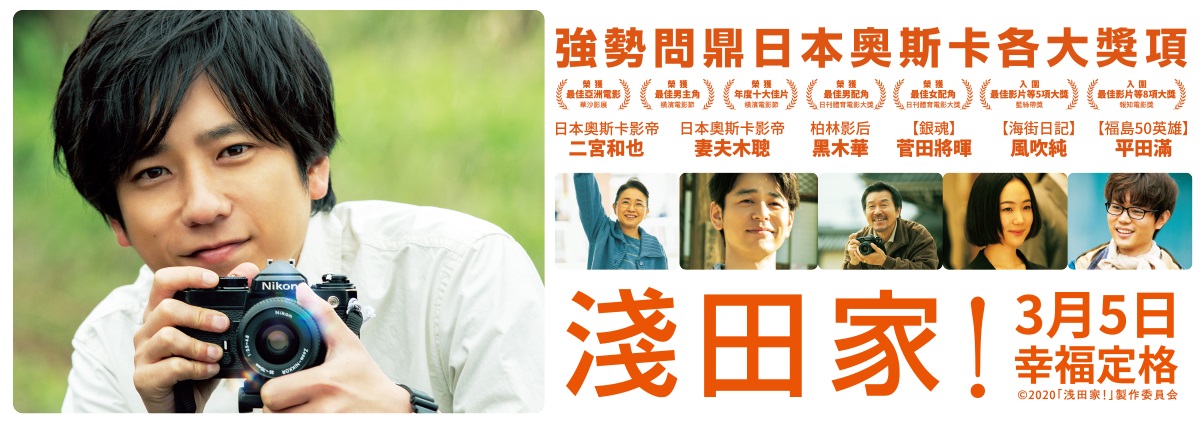 強勢問鼎日本奧斯卡各大獎項
榮獲
最佳亞洲電影
華沙影展
榮獲
最佳男主角
橫濱電影節
榮獲
年度十大佳片
橫濱電影節
榮獲
最佳男配角
日刊體育電影大獎
榮獲
最佳女配角
日刊體育電影大獎
入圍
最佳影片等5項大獎
藍絲帶獎
入圍
最佳影片等8項大獎
報知電影獎
日本奧斯卡影帝
二宮和也
日本奧斯卡影帝
妻夫木聰
柏林影后
黑木華
【銀魂】
菅田將暉
【海街日記】
風吹純
【福島50英雄】
平田滿
Nikon
Nikon
淺田家!
3月5日
幸福定格
©2020「浅田家!」製作委員会